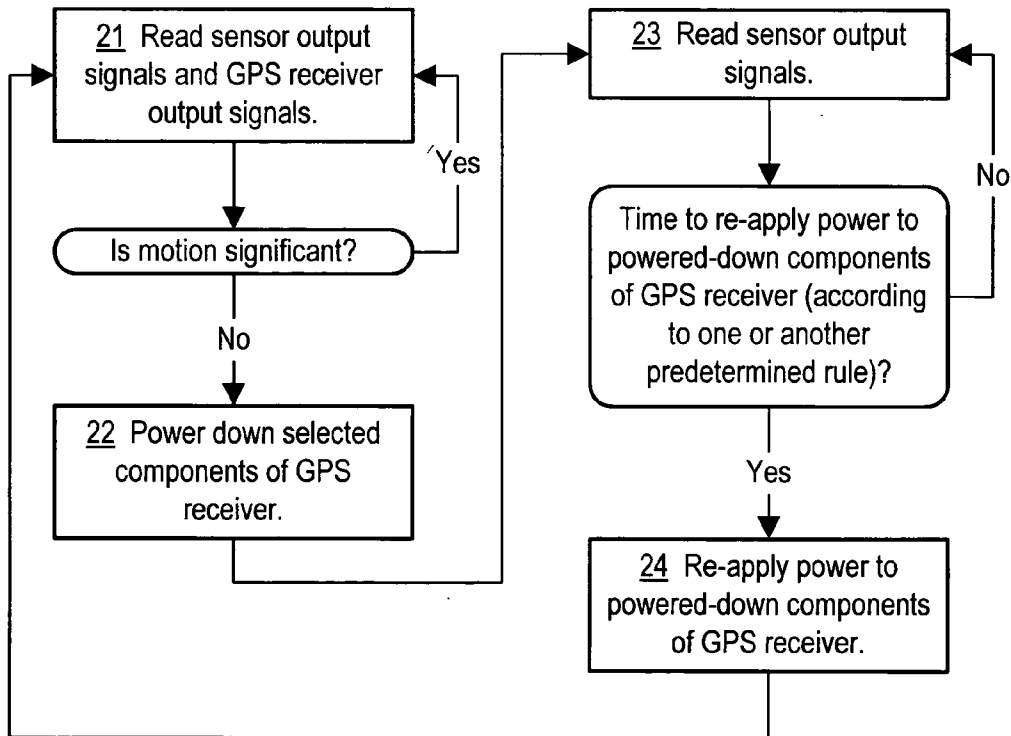 21 Read sensor output
signals and GPS receiver
output signals.
Yes
Is motion significant?
No
22 Power down selected
components of GPS
receiver.
23 Read sensor output
signals.
No
Time to re-apply power to
powered-down components
of GPS receiver (according
to one or another
predetermined rule)?
Yes
24 Re-apply power to
powered-down components
of GPS receiver.